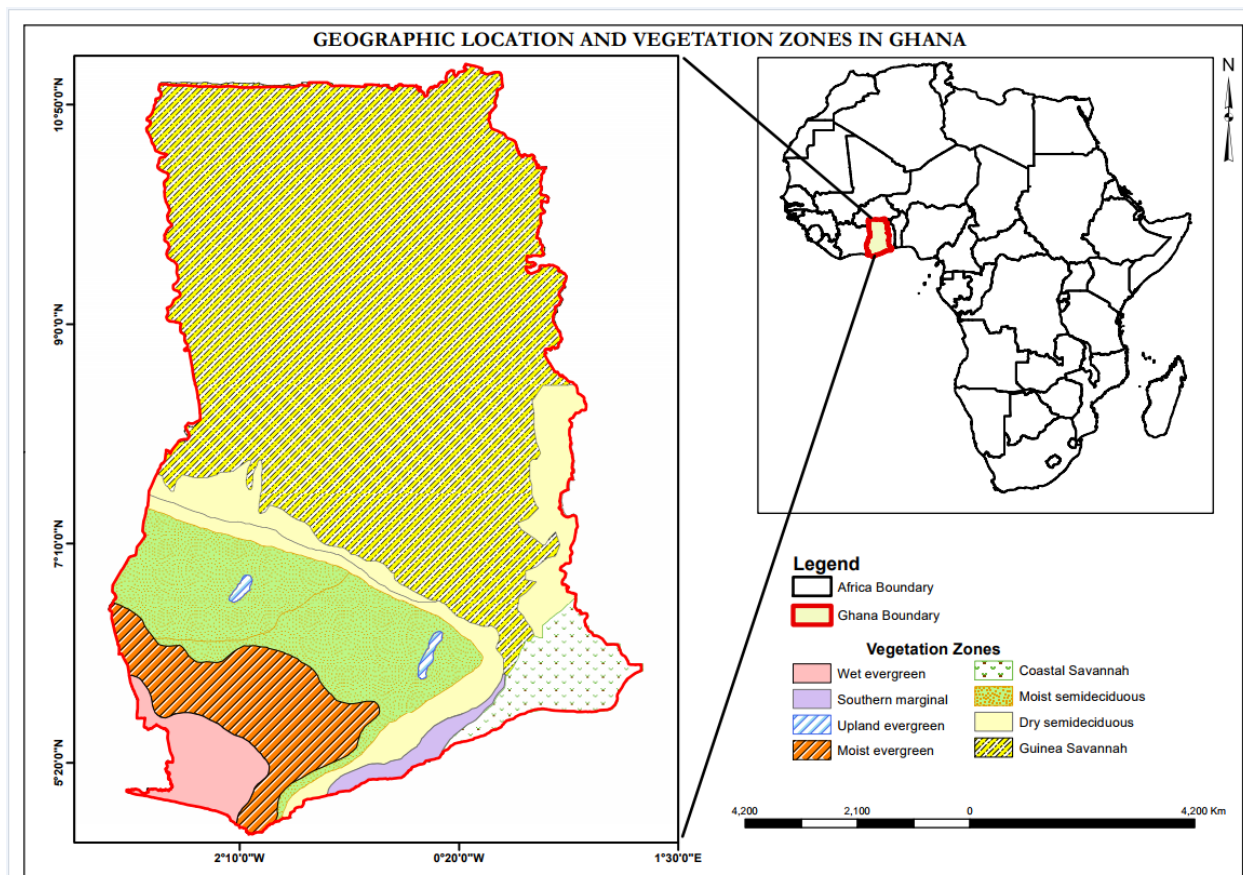 GEOGRAPHIC LOCATION AND VEGETATION ZONES IN GHANA
N
10°50'0"N
9°0'0"N
7°10'0"N
5°20'0"N
2°10'0"W
0°20'0"W
1°30'0"E
Legend
Africa Boundary
Ghana Boundary
Vegetation Zones
Wet evergreen
Southern marginal
Upland evergreen
Moist evergreen
Coastal Savannah
Moist semideciduous
Dry semideciduous
Guinea Savannah
4,200
2,100
0
4,200 Km